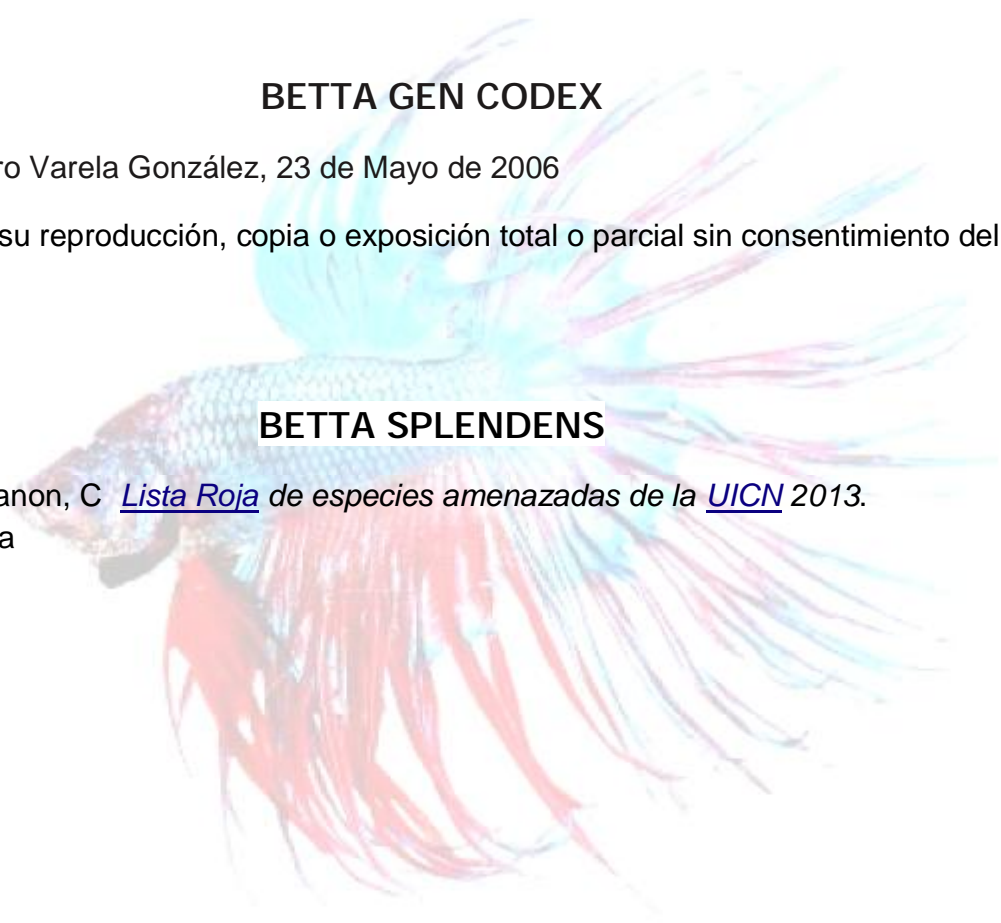 BETTA GEN CODEX
ro Varela González, 23 de Mayo de 2006
su reproducción, copia o exposición total o parcial sin consentimiento del
BETTA SPLENDENS
anon, C Lista Roja de especies amenazadas de la UICN 2013.
a